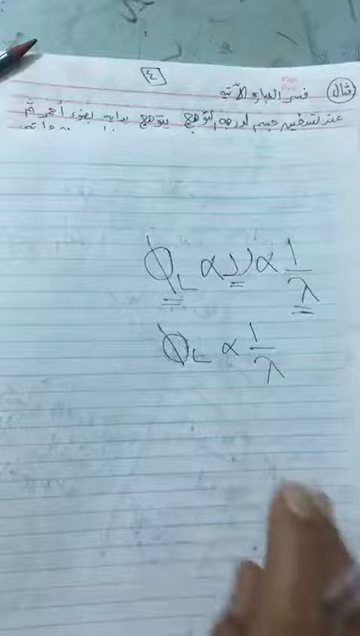 ٤
مثال فسر العبارة الآتية
عند تسخين جسم لدرجة التوهج يتوهج بداية بضوء أحمر ثم
ϕL ∝ ν ∝ 1/λ
ϕL ∝ 1/λ